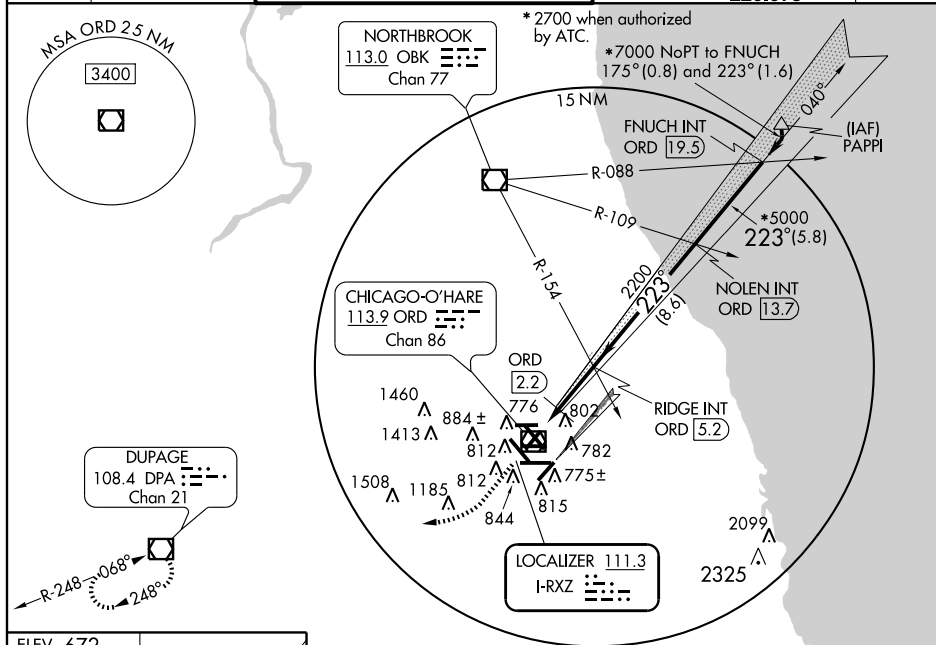 MSA ORD 25 NM
3400
NORTHBROOK
113.0 OBK
Chan 77
* 2700 when authorized
by ATC.
*7000 NoPT to FNUCH
175° (0.8) and 223° (1.6)
15 NM
040°
(IAF)
PAPPI
FNUCH INT
ORD 19.5
R-088
R-109
*5000
223° (5.8)
R-154
NOLEN INT
ORD 13.7
2200
223°
(8.6)
CHICAGO-O'HARE
113.9 ORD
Chan 86
ORD
2.2
RIDGE INT
ORD 5.2
1460
1413
884 ±
776
802
812
782
812
775±
1508
1185
844
815
DUPAGE
108.4 DPA
Chan 21
R-248
068°
248°
LOCALIZER 111.3
I-RXZ
2099
2325
ELEV 672